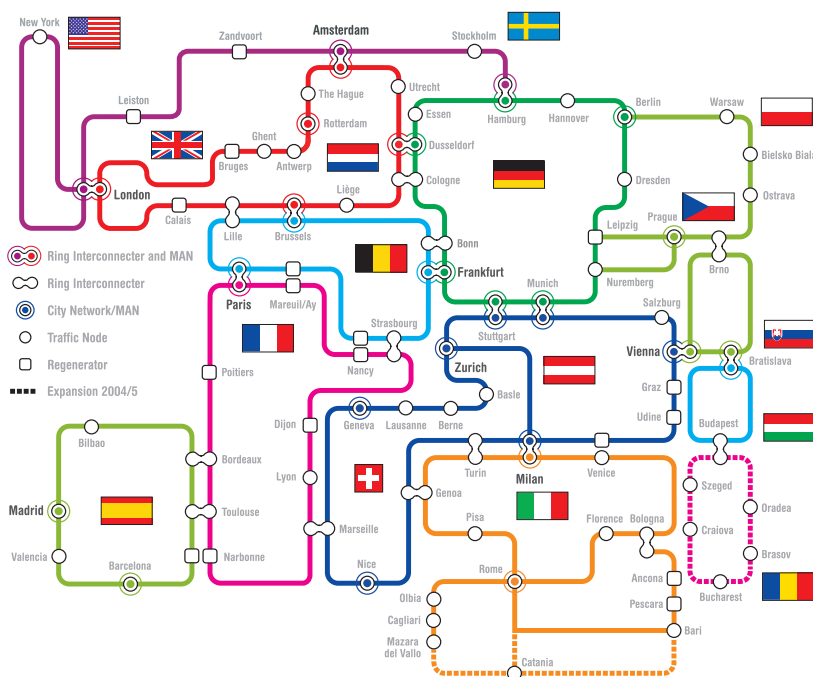 New York
Zandvoort
Amsterdam
Stockholm
Leiston
The Hague
Utrecht
Essen
Hamburg
Hannover
Berlin
Warsaw
Rotterdam
Bruges
Ghent
Antwerp
Dusseldorf
Bielsko Biala
London
Calais
Liège
Cologne
Dresden
Ostrava
Lille
Brussels
Leipzig
Prague
Brno
Ring Interconnecter and MAN
Ring Interconnecter
City Network/MAN
Traffic Node
Regenerator
Expansion 2004/5
Bonn
Frankfurt
Munich
Nuremberg
Salzburg
Paris
Mareuil/Ay
Strasbourg
Stuttgart
Nancy
Zurich
Vienna
Bratislava
Poitiers
Basle
Graz
Geneva
Lausanne
Berne
Udine
Budapest
Bilbao
Dijon
Bordeaux
Lyon
Turin
Milan
Venice
Madrid
Toulouse
Genoa
Szeged
Oradea
Marseille
Pisa
Florence
Bologna
Craiova
Valencia
Barcelona
Narbonne
Nice
Rome
Ancona
Brasov
Bucharest
Olbia
Pescara
Cagliari
Bari
Mazara
del Vallo
Catania